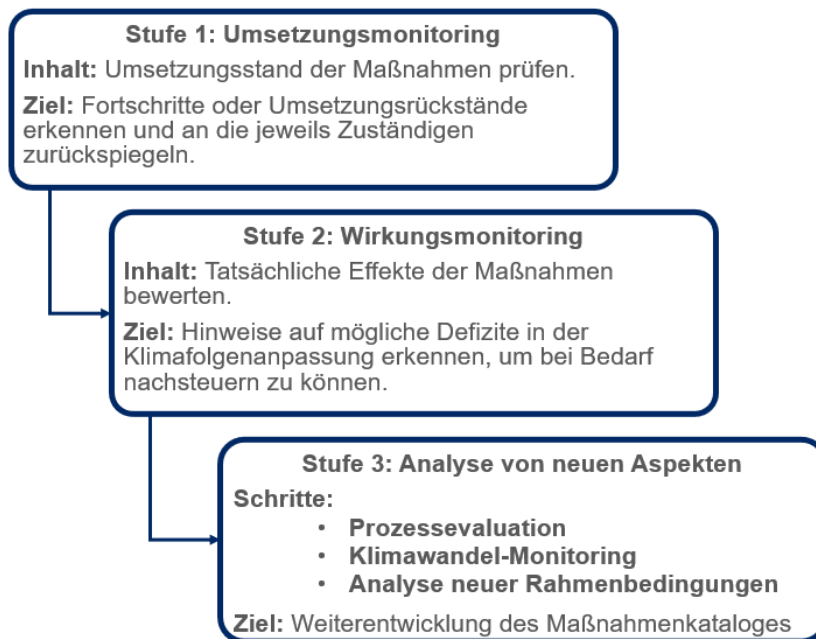 Stufe 1: Umsetzungsmonitoring
Inhalt: Umsetzungsstand der Maßnahmen prüfen.
Ziel: Fortschritte oder Umsetzungsrückstände
erkennen und an die jeweils Zuständigen
zurückspiegeln.
Stufe 2: Wirkungsmonitoring
Inhalt: Tatsächliche Effekte der Maßnahmen
bewerten.
Ziel: Hinweise auf mögliche Defizite in der
Klimafolgenanpassung erkennen, um bei Bedarf
nachsteuern zu können.
Stufe 3: Analyse von neuen Aspekten
Schritte:
• Prozessevaluation
• Klimawandel-Monitoring
• Analyse neuer Rahmenbedingungen
Ziel: Weiterentwicklung des Maßnahmenkataloges